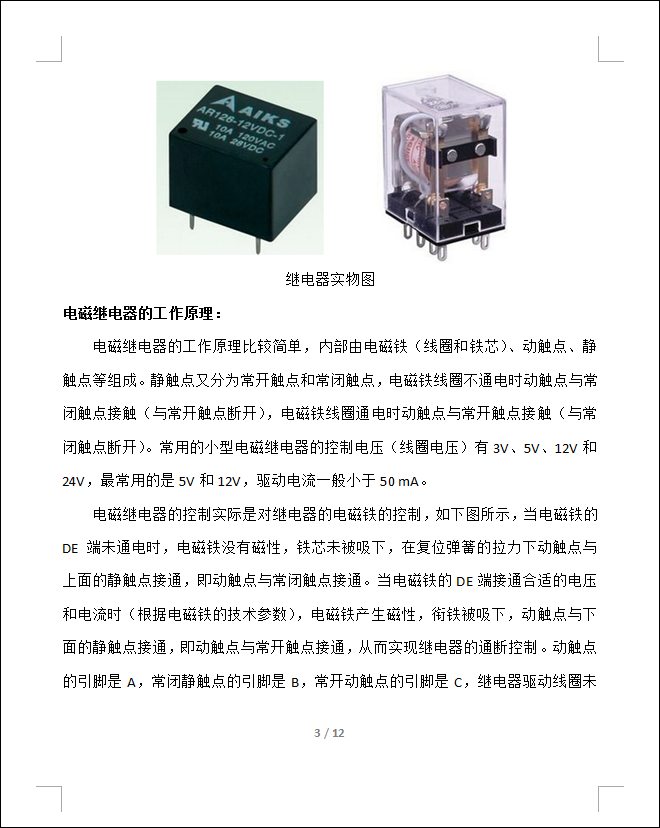 AIKS
AR126-12VDC-1
10A 120VAC
10A 28VDC
继电器实物图
电磁继电器的工作原理：
电磁继电器的工作原理比较简单，内部由电磁铁（线圈和铁芯）、动触点、静
触点等组成。静触点又分为常开触点和常闭触点，电磁铁线圈不通电时动触点与常
闭触点接触（与常开触点断开），电磁铁线圈通电时动触点与常开触点接触（与常
闭触点断开）。常用的小型电磁继电器的控制电压（线圈电压）有 3V、5V、12V 和
24V，最常用的是 5V 和 12V，驱动电流一般小于 50 mA。
电磁继电器的控制实际是对继电器的电磁铁的控制，如下图所示，当电磁铁的
DE 端未通电时，电磁铁没有磁性，铁芯未被吸下，在复位弹簧的拉力下动触点与
上面的静触点接通，即动触点与常闭触点接通。当电磁铁的 DE 端接通合适的电压
和电流时（根据电磁铁的技术参数），电磁铁产生磁性，衔铁被吸下，动触点与下
面的静触点接通，即动触点与常开触点接通，从而实现继电器的通断控制。动触点
的引脚是 A，常闭静触点的引脚是 B，常开动触点的引脚是 C，继电器驱动线圈未
3 / 12